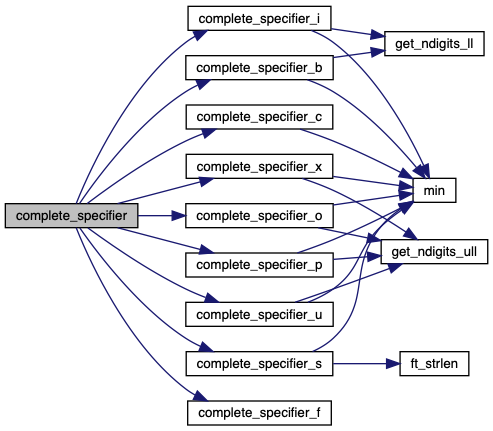 complete_specifier
complete_specifier_i
complete_specifier_b
complete_specifier_c
complete_specifier_x
complete_specifier_o
complete_specifier_p
complete_specifier_u
complete_specifier_s
complete_specifier_f
get_ndigits_ll
min
get_ndigits_ull
ft_strlen